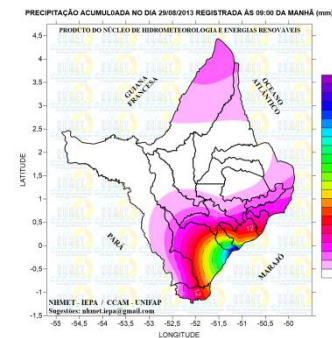 PRECIPITAÇÃO ACUMULADA NO DIA 29/08/2013 REGISTRADA ÀS 09:00 DA MANHÃ (mm)
PRODUTO DO NÚCLEO DE HIDROMETEOROLOGIA E ENERGIAS RENOVÁVEIS
4,5
4
3,5
3
2,5
2
1,5
1
0,5
0
-0,5
-1
-1,5
LATITUDE
GUIANA
FRANCESA
OCEANO
ATLÂNTICO
PARÁ
MARAJÓ
NHMET - IEPA / CCAM - UNIFAP
Sugestões: nhmet.iepa@gmail.com
-55 -54,5 -54 -53,5 -53 -52,5 -52 -51,5 -51 -50,5 -50
LONGITUDE